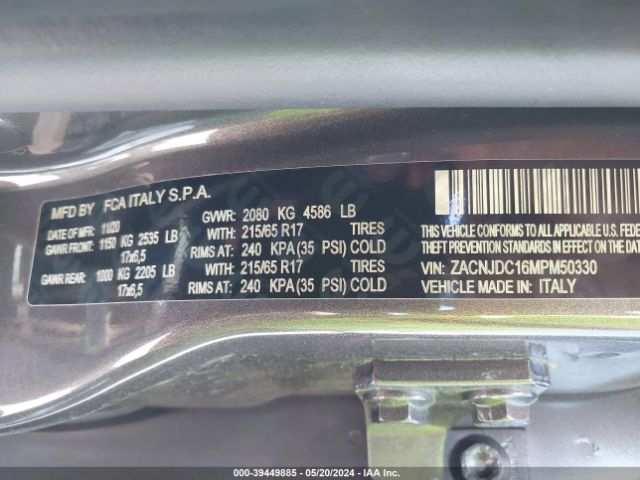 MFD BY FCA ITALY S.P.A.
DATE OF MFR: 11/20 GVWR: 2080 KG 4586 LB
GAWR FRONT: 1150 KG 2535 LB WITH: 215/65 R17 TIRES
17x6,5 RIMS AT: 240 KPA(35 PSI) COLD
GAWR REAR: 1000 KG 2205 LB WITH: 215/65 R17 TIRES
17x6,5 RIMS AT: 240 KPA(35 PSI) COLD
THIS VEHICLE CONFORMS TO ALL APPLICABLE U.S. FEDE
THEFT PREVENTION STANDARDS IN EFFECT ON THE DATE OF
VIN: ZACNJDC16MPM50330
VEHICLE MADE IN: ITALY
000-39449885 - 05/20/2024 - IAAI.COM